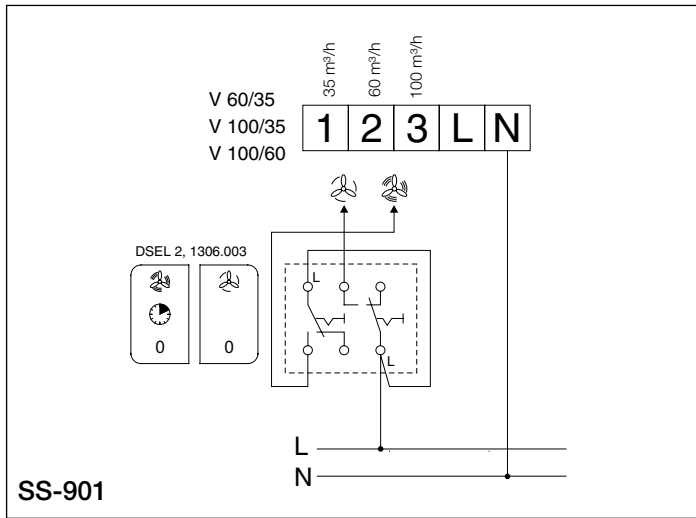 35 m³/h
60 m³/h
100 m³/h
V 60/35
V 100/35
V 100/60
1 2 3 L N
DSEL 2, 1306.003
L
0 0
L
L
N
SS-901